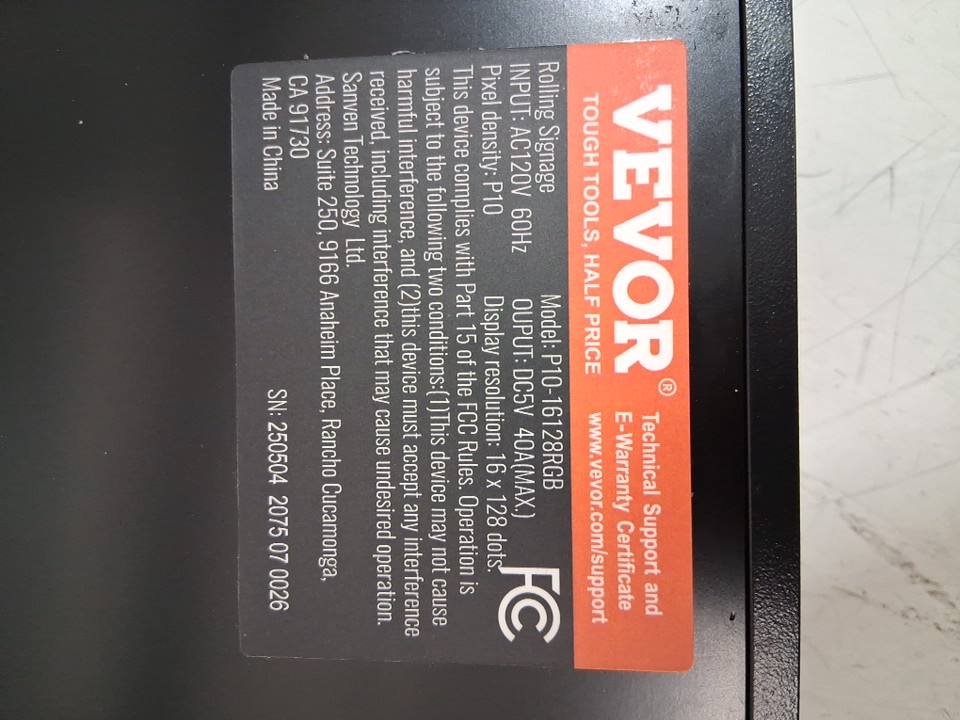 VEVOR®
TOUGH TOOLS, HALF PRICE
Technical Support and
E-Warranty Certificate
www.vevor.com/support
Rolling Signage Model: P10-16128RGB
INPUT: AC120V 60Hz OUPUT: DC5V 40A(MAX.)
Pixel density: P10 Display resolution: 16 x 128 dots.
FC
This device complies with Part 15 of the FCC Rules. Operation is
subject to the following two conditions:(1)This device may not cause
harmful interference, and (2)this device must accept any interference
received, including interference that may cause undesired operation.
Sanven Technology Ltd.
Address: Suite 250, 9166 Anaheim Place, Rancho Cucamonga,
CA 91730
Made in China SN: 250504 2075 07 0026